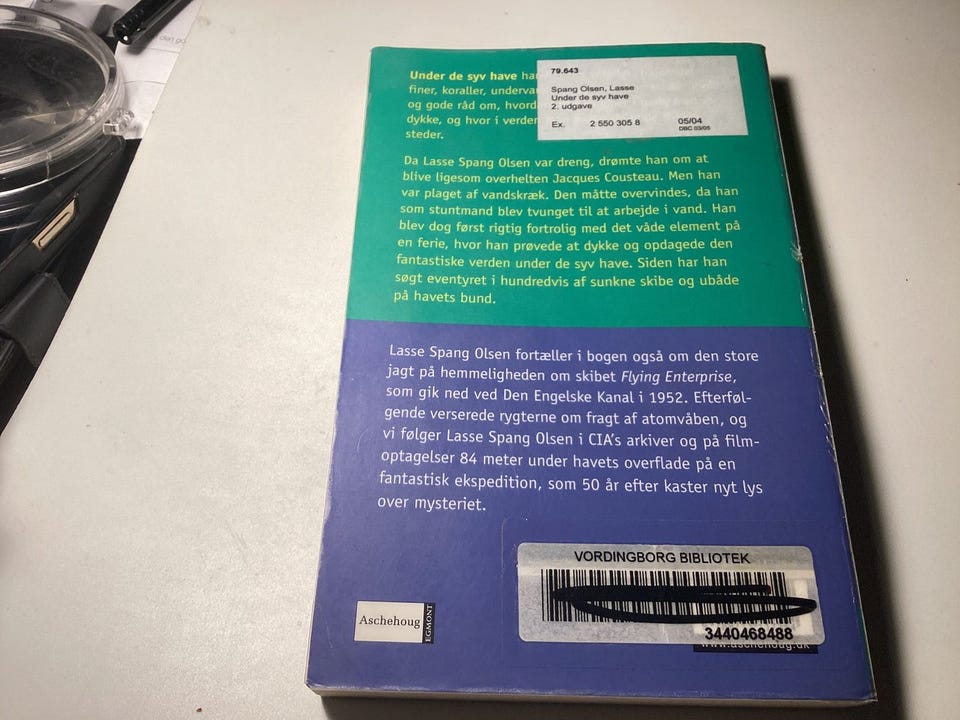 Under de syv have
finer, koraller,
og gode råd om,
dykke, og hvor i
steder.
79.643
Spang Olsen, Lasse
Under de syv have
2. udgave
Ex. 2 550 305 8 05/04
DBC 03/05
Da Lasse Spang Olsen var dreng, drømte han om at
blive ligesom overhelten Jacques Cousteau. Men han
var plaget af vandskræk. Den måtte overvindes, da han
som stuntmand blev tvunget til at arbejde i vand. Han
blev dog først rigtig fortrolig med det våde element på
en ferie, hvor han prøvede at dykke og opdagede den
fantastiske verden under de syv have. Siden har han
søgt eventyret i hundredvis af sunkne skibe og ubåde
på havets bund.
Lasse Spang Olsen fortæller i bogen også om den store
jagt på hemmeligheden om skibet Flying Enterprise,
som gik ned ved Den Engelske Kanal i 1952. Efterføl-
gende verserede rygterne om fragt af atomvåben, og
vi følger Lasse Spang Olsen i CIA's arkiver og på film-
optagelser 84 meter under havets overflade på en
fantastisk ekspedition, som 50 år efter kaster nyt lys
over mysteriet.
VORDINGBORG BIBLIOTEK
3440468488
www.aschehoug.dk
Aschehoug
EGMONT